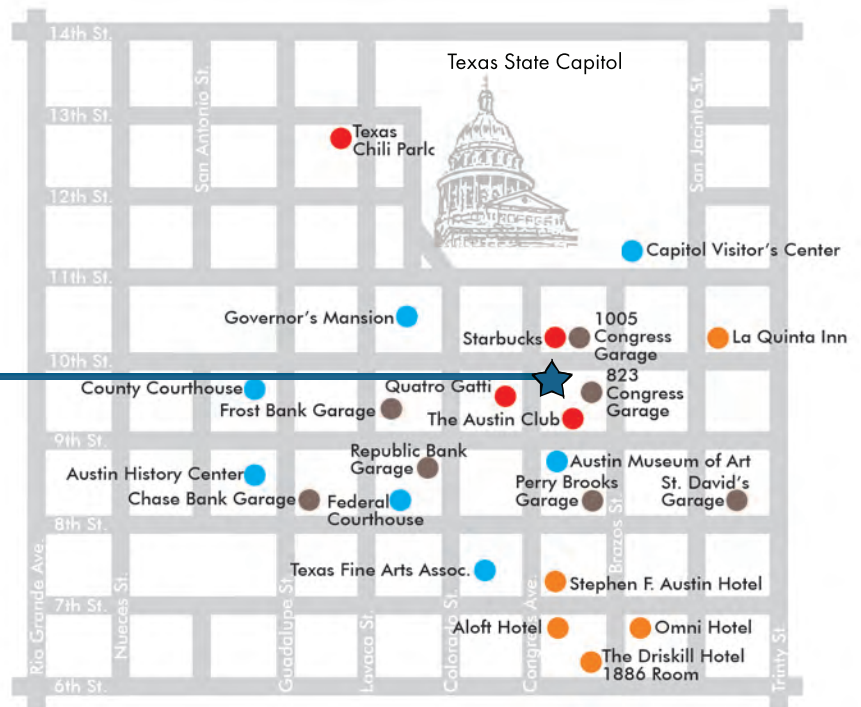 14th St.
Texas State Capitol
San Antonio St.
San Jacinto St.
13th St.
Texas
Chili Parlc
12th St.
Capitol Visitor's Center
11th St.
Governor's Mansion
Starbucks
1005
Congress
Garage
La Quinta Inn
10th St.
County Courthouse
Quatro Gatti
823
Congress
Garage
Frost Bank Garage
The Austin Club
9th St.
Republic Bank
Garage
Austin Museum of Art
Austin History Center
Perry Brooks
Garage
St. David's
Garage
Chase Bank Garage
Federal
Courthouse
8th St.
Brazos St.
Rio Grande Ave.
Nueces St.
Guadalupe St.
Lavaca St.
Colorado St.
Congress Ave.
Trinty St.
Texas Fine Arts Assoc.
Stephen F. Austin Hotel
7th St.
Aloft Hotel
Omni Hotel
The Driskill Hotel
1886 Room
6th St.